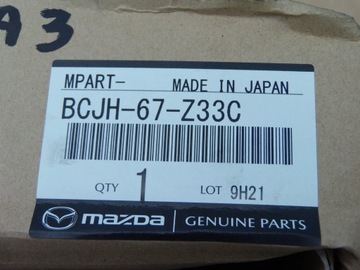 A3
MPART- MADE IN JAPAN
BCJH-67-Z33C
QTY 1 LOT 9H21
mazda GENUINE PARTS